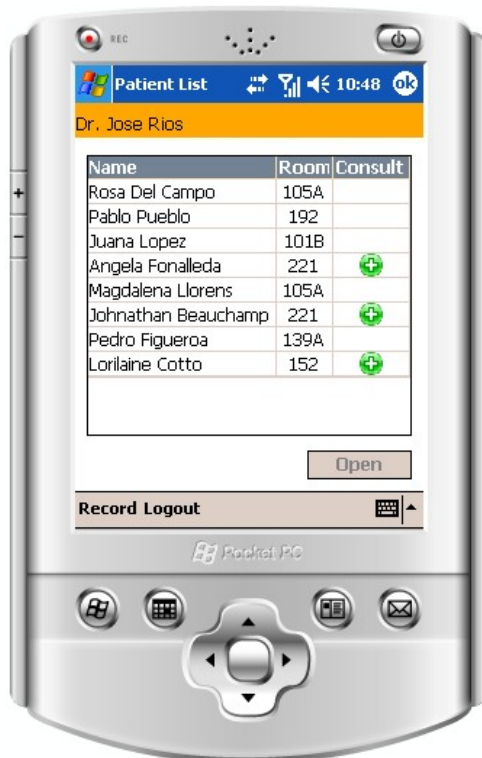 REC
Patient List 10:48 ok
Dr. Jose Rios
Name Room Consult
Rosa Del Campo 105A
Pablo Pueblo 192
Juana Lopez 101B
Angela Fonalleda 221
Magdalena Llorens 105A
Johnathan Beauchamp 221
Pedro Figueroa 139A
Lorilaine Cotto 152
Open
Record Logout
Pocket PC